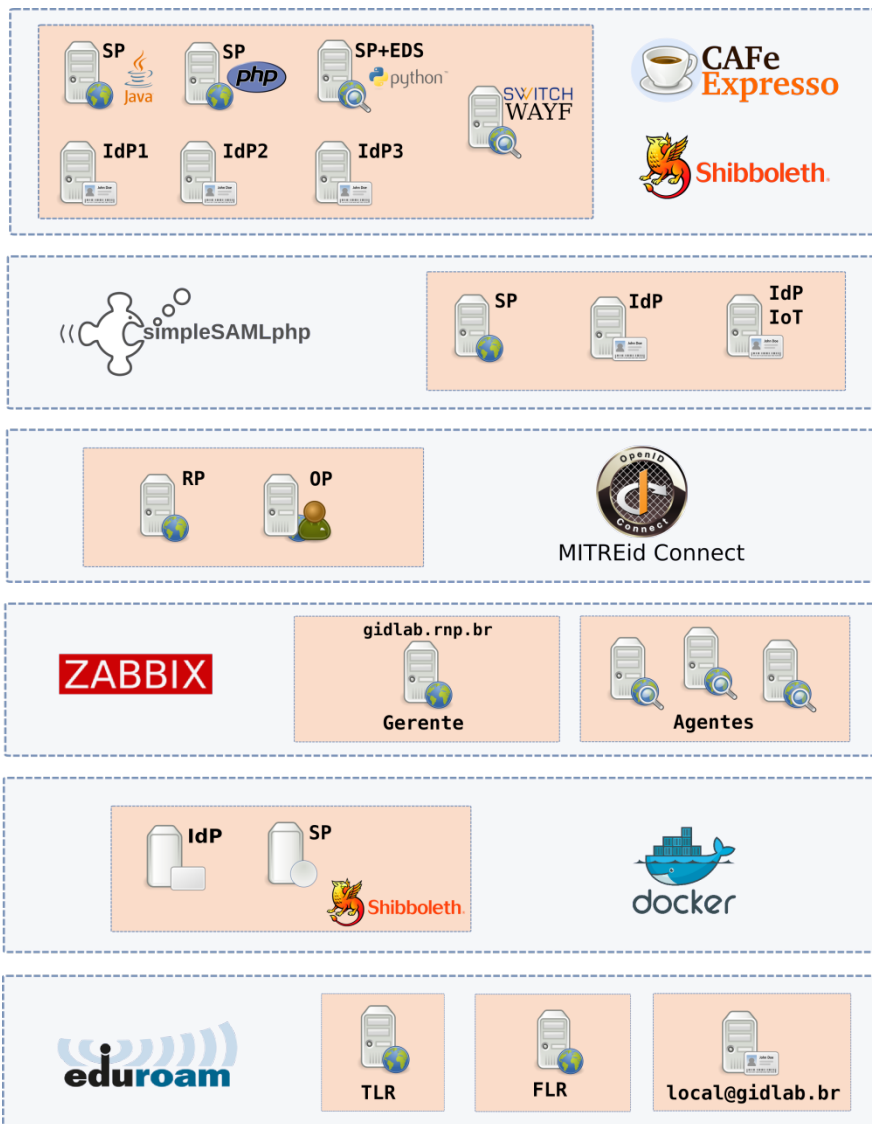 SP
Java
SP
php
SP+EDS
python
SWITCH
WAYF
CAFe
Expresso
IdP1
IdP2
IdP3
Shibboleth.
simpleSAMLphp
SP
IdP
IdP
IoT
RP
OP
OpenID
Connect
MITREid Connect
ZABBIX
gidlab.rnp.br
Gerente
Agentes
IdP
SP
Shibboleth.
docker
eduroam
TLR
FLR
local@gidlab.br